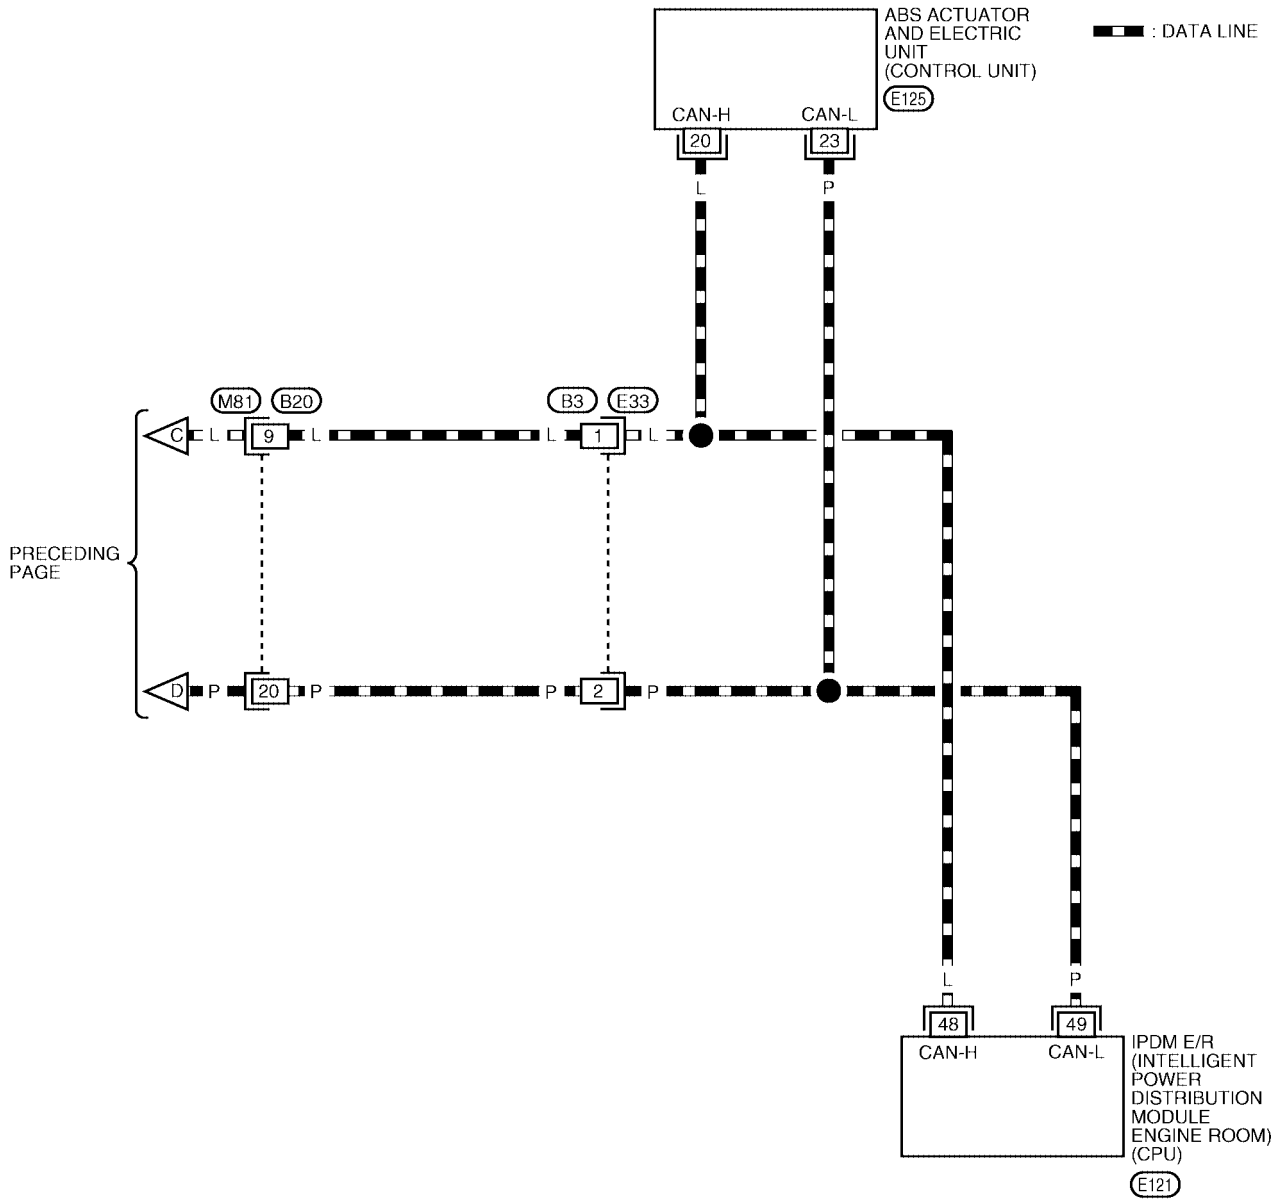 ABS ACTUATOR
AND ELECTRIC
UNIT
(CONTROL UNIT)
E125
: DATA LINE
CAN-H
CAN-L
20
23
L
P
M81
B20
B3
E33
C
L
9
L
L
1
L
PRECEDING
PAGE
D
P
20
P
P
2
P
L
P
48
49
CAN-H
CAN-L
IPDM E/R
(INTELLIGENT
POWER
DISTRIBUTION
MODULE
ENGINE ROOM)
(CPU)
E121